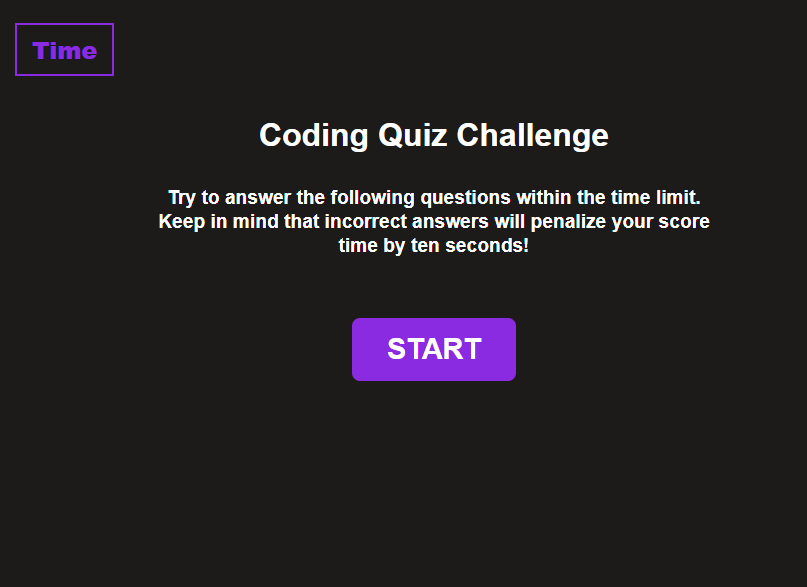 Time
Coding Quiz Challenge
Try to answer the following questions within the time limit.
Keep in mind that incorrect answers will penalize your score
time by ten seconds!
START